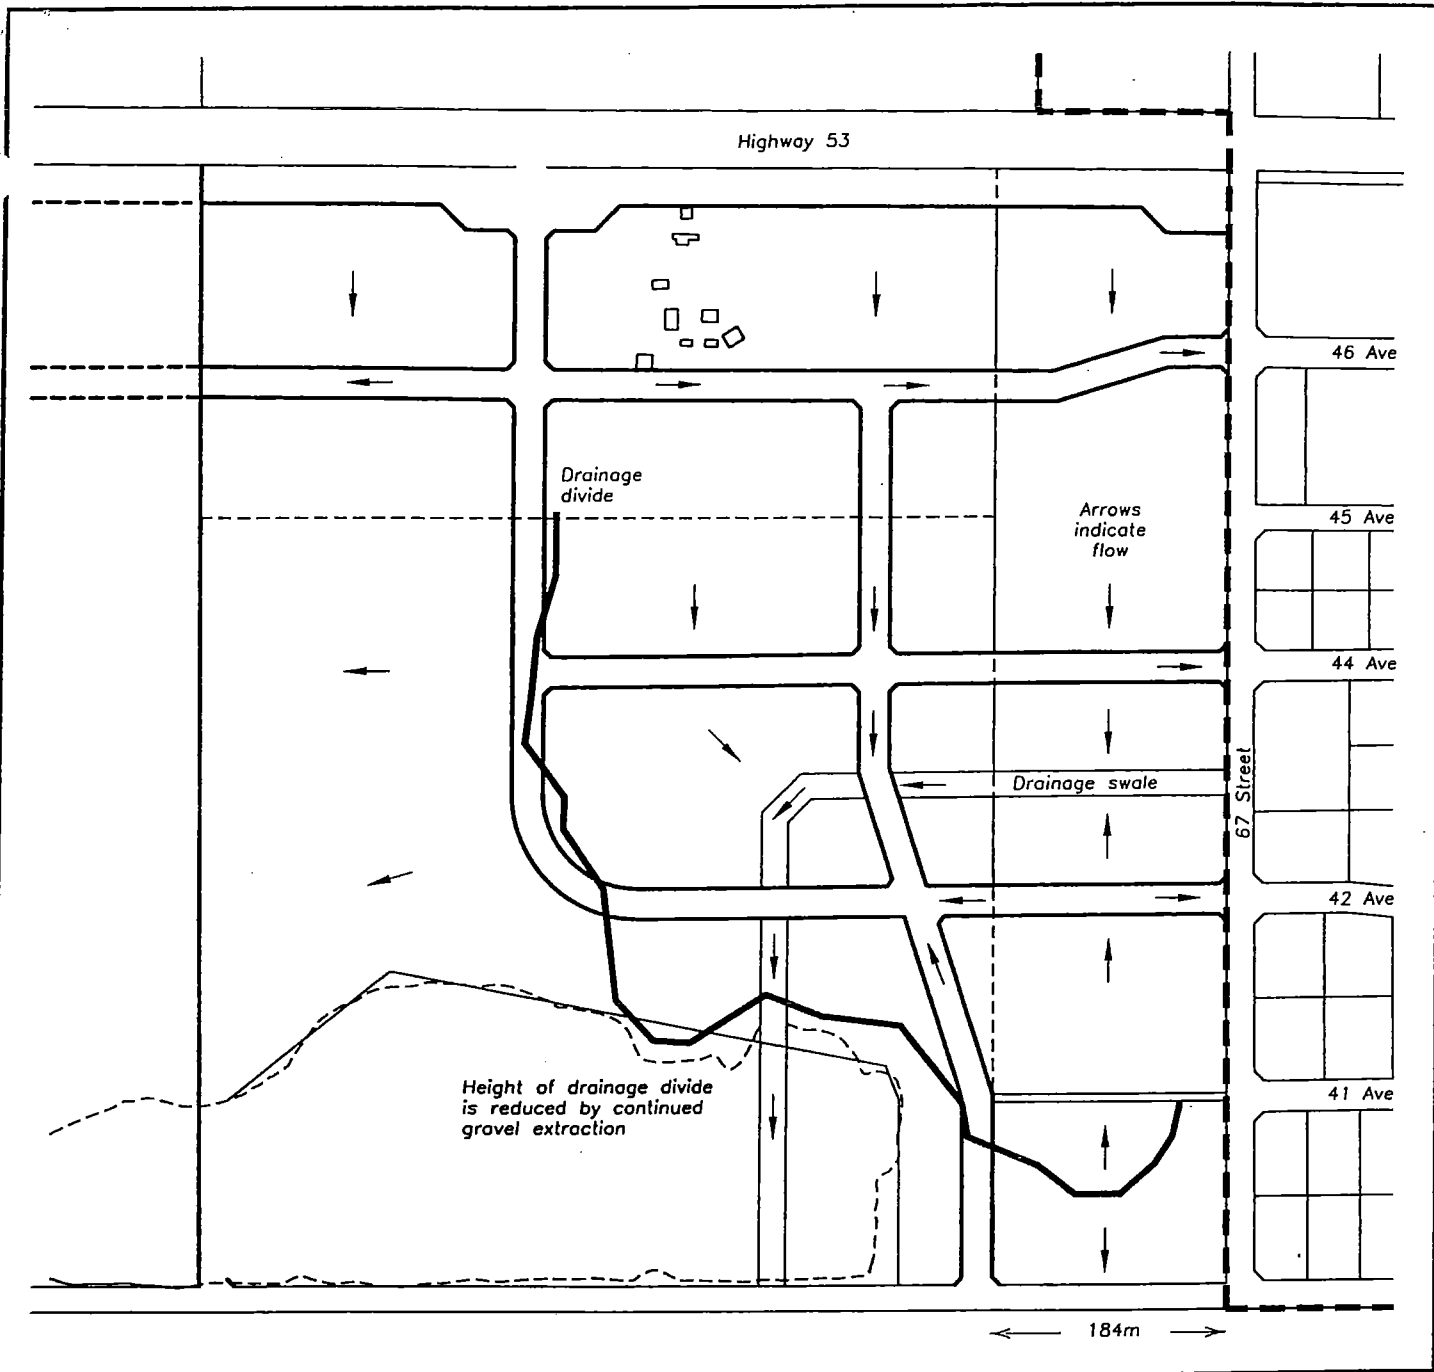 Highway 53
46 Ave
Drainage
divide
Arrows
indicate
flow
45 Ave
44 Ave
67 Street
Drainage swale
42 Ave
Height of drainage divide
is reduced by continued
gravel extraction
41 Ave
184m